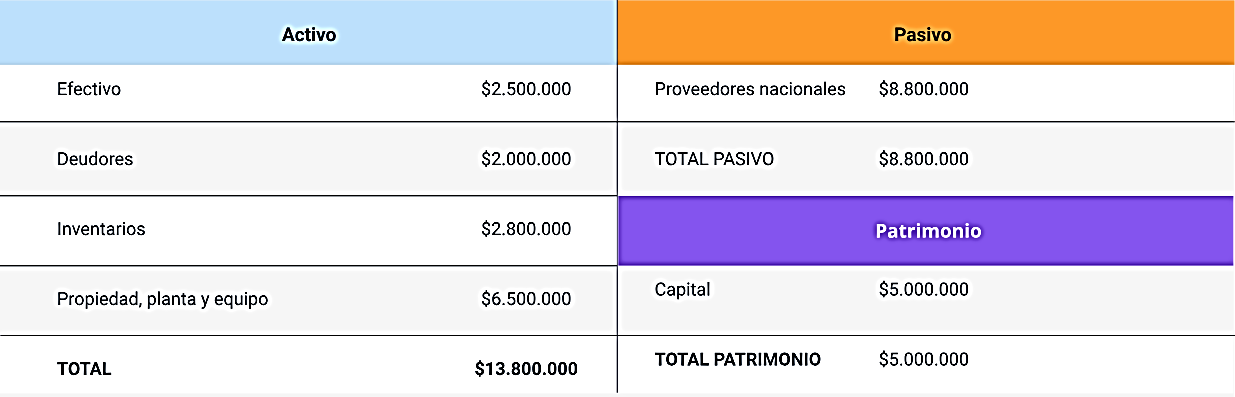 Activo
Pasivo
Efectivo $2.500.000
Proveedores nacionales $8.800.000
Deudores $2.000.000
TOTAL PASIVO $8.800.000
Inventarios $2.800.000
Patrimonio
Propiedad, planta y equipo $6.500.000
Capital $5.000.000
TOTAL $13.800.000
TOTAL PATRIMONIO $5.000.000